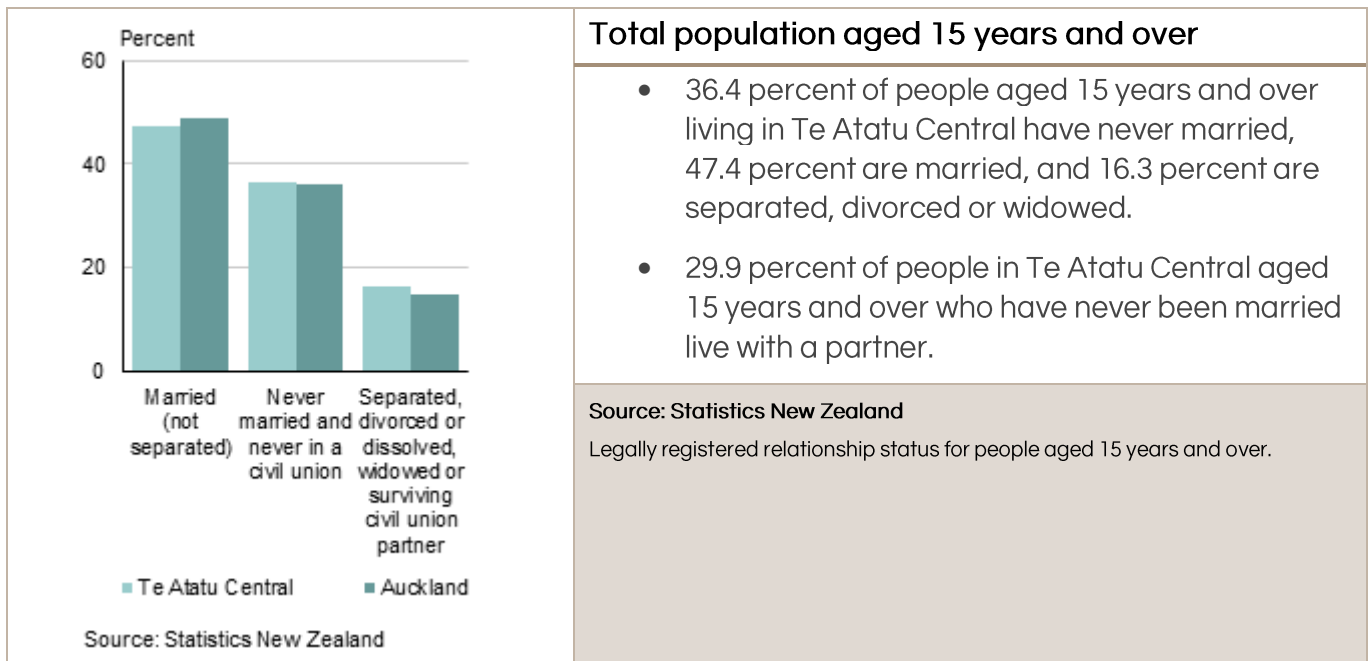 Percent
60
40
20
0
Married
(not
separated)
Never
married and
never in a
civil union
Separated,
divorced or
dissolved,
widowed or
surviving
civil union
partner
Te Atatu Central
Auckland
Source: Statistics New Zealand
Total population aged 15 years and over
• 36.4 percent of people aged 15 years and over
living in Te Atatu Central have never married,
47.4 percent are married, and 16.3 percent are
separated, divorced or widowed.
• 29.9 percent of people in Te Atatu Central aged
15 years and over who have never been married
live with a partner.
Source: Statistics New Zealand
Legally registered relationship status for people aged 15 years and over.